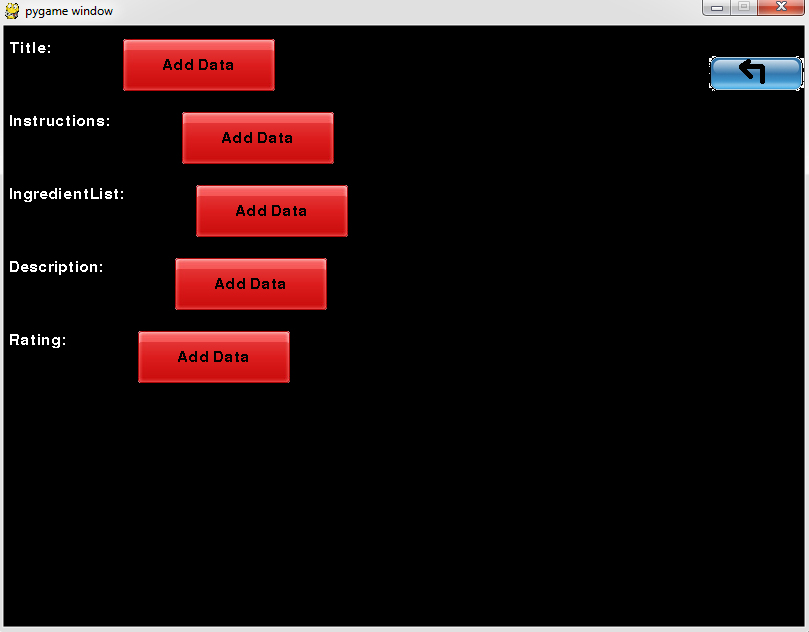 pygame window
Title: Add Data
Instructions: Add Data
IngredientList: Add Data
Description: Add Data
Rating: Add Data